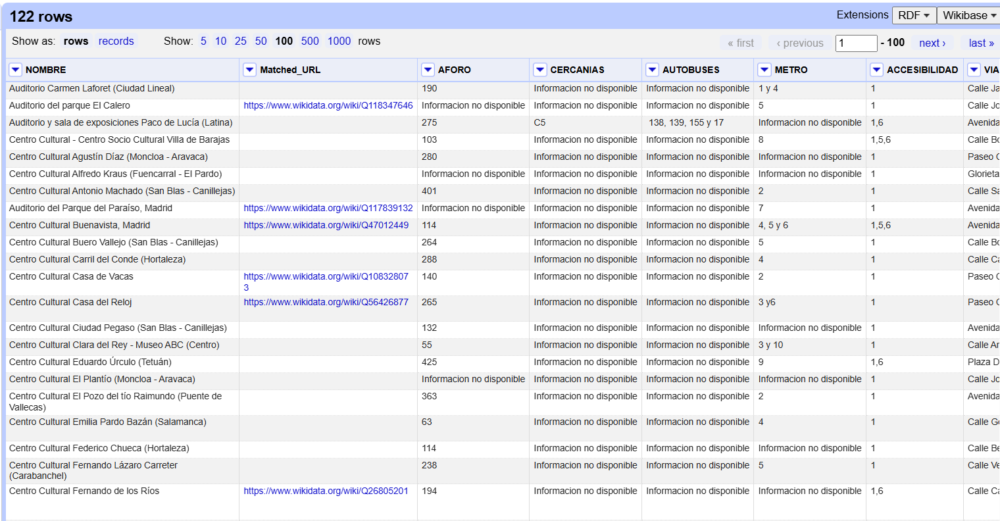 122 rows Extensions RDF Wikibase
Show as: rows records Show: 5 10 25 50 100 500 1000 rows « first ‹ previous 1 - 100 next › last »
NOMBRE Matched_URL AFORO CERCANIAS AUTOBUSES METRO ACCESIBILIDAD VIA
Auditorio Carmen Laforet (Ciudad Lineal) 190 Informacion no disponible Informacion no disponible 1 y 4 1 Calle Ja
Auditorio del parque El Calero https://www.wikidata.org/wiki/Q118347646 Informacion no disponible Informacion no disponible Informacion no disponible 5 1 Calle Jo
Auditorio y sala de exposiciones Paco de Lucía (Latina) 275 C5 138, 139, 155 y 17 Informacion no disponible 1,6 Avenida
Centro Cultural - Centro Socio Cultural Villa de Barajas 103 Informacion no disponible Informacion no disponible 8 1,5,6 Calle Bo
Centro Cultural Agustín Díaz (Moncloa - Aravaca) 280 Informacion no disponible Informacion no disponible Informacion no disponible 1 Paseo
Centro Cultural Alfredo Kraus (Fuencarral - El Pardo) Informacion no disponible Informacion no disponible Informacion no disponible Informacion no disponible 1 Glorieta
Centro Cultural Antonio Machado (San Blas - Canillejas) 401 Informacion no disponible Informacion no disponible 2 1 Calle Sa
Auditorio del Parque del Paraíso, Madrid https://www.wikidata.org/wiki/Q117839132 Informacion no disponible Informacion no disponible Informacion no disponible 7 1 Avenida
Centro Cultural Buenavista, Madrid https://www.wikidata.org/wiki/Q47012449 114 Informacion no disponible Informacion no disponible 4, 5 y 6 1,5,6 Avenida
Centro Cultural Buero Vallejo (San Blas - Canillejas) 264 Informacion no disponible Informacion no disponible 5 1 Calle Bo
Centro Cultural Carril del Conde (Hortaleza) 288 Informacion no disponible Informacion no disponible 4 1 Calle Ca
Centro Cultural Casa de Vacas https://www.wikidata.org/wiki/Q10832807 140 Informacion no disponible Informacion no disponible 2 1 Paseo
3
Centro Cultural Casa del Reloj https://www.wikidata.org/wiki/Q56426877 265 Informacion no disponible Informacion no disponible 3 y6 1 Paseo
Centro Cultural Ciudad Pegaso (San Blas - Canillejas) 132 Informacion no disponible Informacion no disponible Informacion no disponible 1 Avenida
Centro Cultural Clara del Rey - Museo ABC (Centro) 55 Informacion no disponible Informacion no disponible 3 y 10 1 Calle An
Centro Cultural Eduardo Úrculo (Tetuán) 425 Informacion no disponible Informacion no disponible 9 1,6 Plaza D
Centro Cultural El Plantío (Moncloa - Aravaca) Informacion no disponible Informacion no disponible Informacion no disponible Informacion no disponible 1 Calle Jo
Centro Cultural El Pozo del tío Raimundo (Puente de 363 Informacion no disponible Informacion no disponible 2 1 Avenida
Vallecas)
Centro Cultural Emilia Pardo Bazán (Salamanca) 63 Informacion no disponible Informacion no disponible 4 1 Calle Go
Centro Cultural Federico Chueca (Hortaleza) 114 Informacion no disponible Informacion no disponible Informacion no disponible 1 Calle Be
Centro Cultural Fernando Lázaro Carreter 238 Informacion no disponible Informacion no disponible 5 1 Calle Ve
(Carabanchel)
Centro Cultural Fernando de los Ríos https://www.wikidata.org/wiki/Q26805201 194 Informacion no disponible Informacion no disponible Informacion no disponible 1,6 Calle Ca